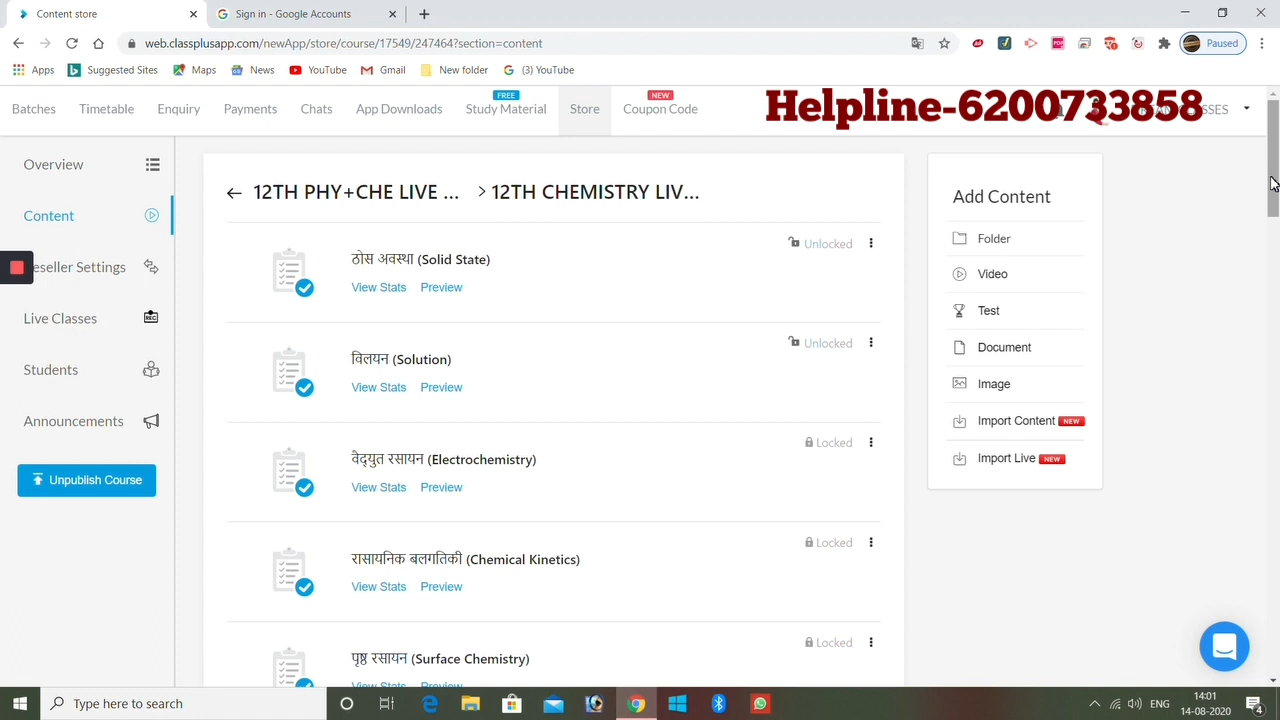 Content store
Sign in - Google Accounts
web.classplusapp.com/newApp/store/course/17549/247464?section=content
Paused
Apps Suggested Sites Maps News YouTube Gmail New folder (3) YouTube
FREE NEW
Batches Timetable Enquiry Payments Chats App Downloads Study Material Store Coupon Code
Helpline-6200733858
Overview
Content
eseller Settings
Live Classes
REC
Students
Announcements
Unpublish Course
12TH PHY+CHE LIVE ... > 12TH CHEMISTRY LIV...
Unlocked
ठोस अवस्था (Solid State)
View Stats Preview
Unlocked
विलयन (Solution)
View Stats Preview
Locked
वेद्युत रसायन (Electrochemistry)
View Stats Preview
Locked
रासायनिक बलगतिकी (Chemical Kinetics)
View Stats Preview
Locked
पृष्ठ रसायन (Surface Chemistry)
View Stats Preview
Add Content
Folder
Video
Test
Document
Image
Import Content NEW
Import Live NEW
Type here to search
ENG
14:01
14-08-2020
4